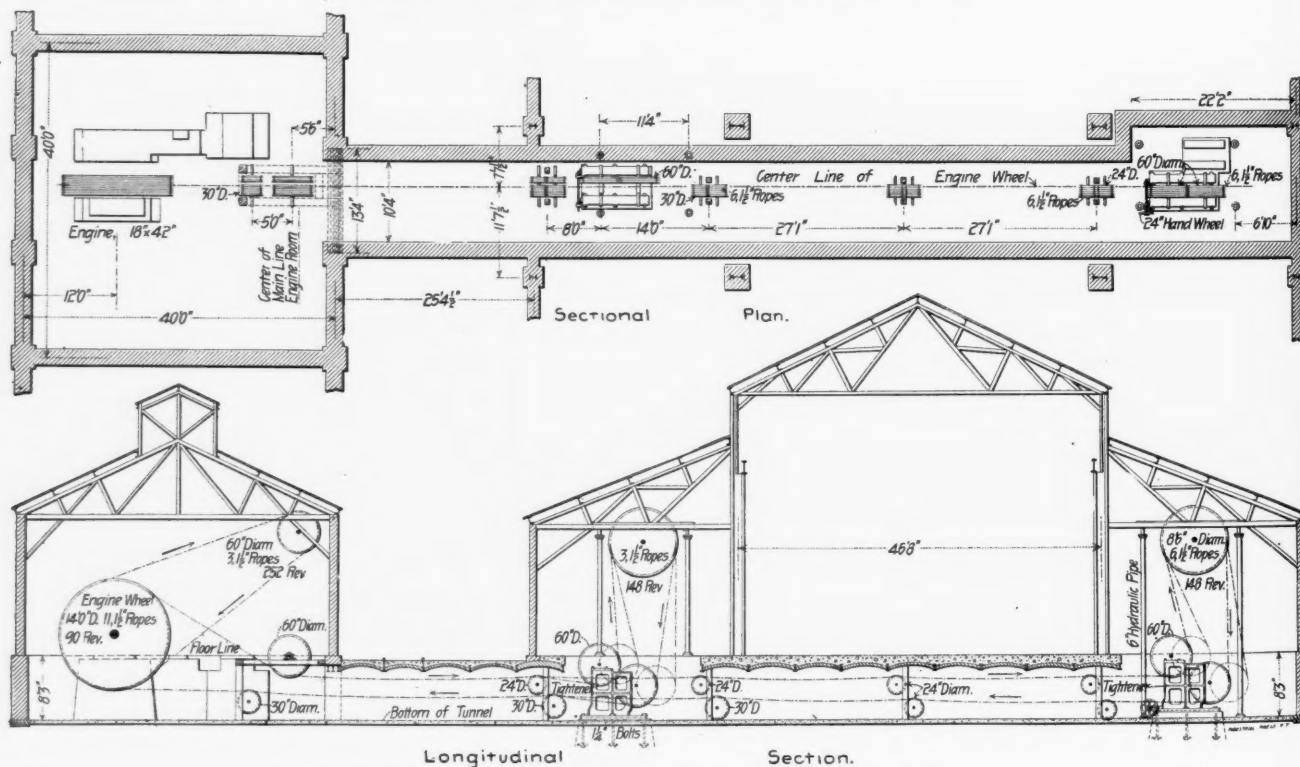 40'0"
Engine, 18"x42"
12'0"
40'0"
30"D.
5'0"
5'6"
Center of
Main Line
Engine Room
13'4"
10'4"
25'4½"
11'7½"
11'7½"
8'0"
11'4"
60"D.
14'0"
30"D.
6,1½"Ropes
Center Line of Engine Wheel
27'1"
27'1"
24"D.
6,1½"Ropes
22'2"
60"Diam.
6,1½"Ropes
24" Hand Wheel
6'10"
Sectional Plan.
60"Diam
3,1½"Ropes
252 Rev
Engine Wheel
14'0"D. 11,1½"Ropes
90 Rev.
Floor Line
60"Diam.
8'3"
30"Diam.
Bottom of Tunnel
3,1½"Ropes
148 Rev.
60"D.
24"D.
Tightener
30"D.
1¼" Bolts
46'8"
24"D.
30"D
24"Diam.
8'6" Diam.
6,1½"Ropes
148 Rev.
6"Hydraulic Pipe
60"D.
Tightener
8'3"
Longitudinal Section.